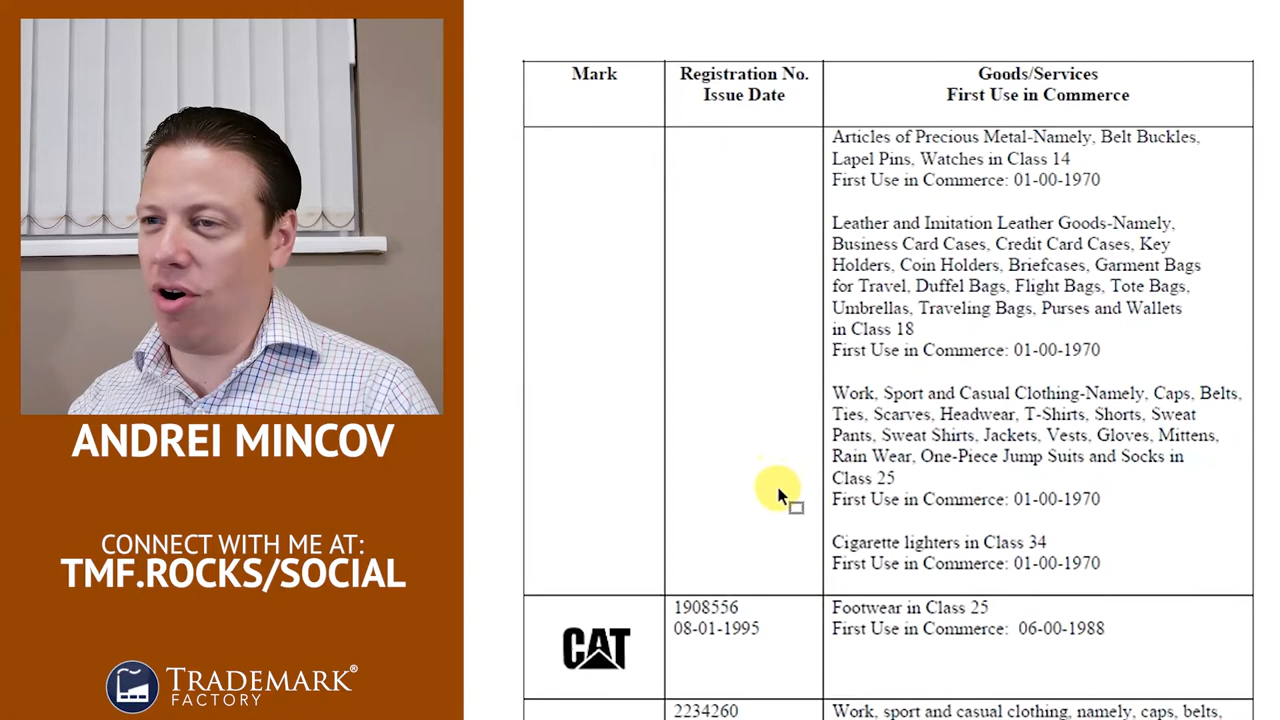 ANDREI MINCOV
CONNECT WITH ME AT:
TMF.ROCKS/SOCIAL
TRADEMARK®
FACTORY
Mark
Registration No.
Issue Date
Goods/Services
First Use in Commerce
Articles of Precious Metal-Namely, Belt Buckles,
Lapel Pins, Watches in Class 14
First Use in Commerce: 01-00-1970
Leather and Imitation Leather Goods-Namely,
Business Card Cases, Credit Card Cases, Key
Holders, Coin Holders, Briefcases, Garment Bags
for Travel, Duffel Bags, Flight Bags, Tote Bags,
Umbrellas, Traveling Bags, Purses and Wallets
in Class 18
First Use in Commerce: 01-00-1970
Work, Sport and Casual Clothing-Namely, Caps, Belts,
Ties, Scarves, Headwear, T-Shirts, Shorts, Sweat
Pants, Sweat Shirts, Jackets, Vests, Gloves, Mittens,
Rain Wear, One-Piece Jump Suits and Socks in
Class 25
First Use in Commerce: 01-00-1970
Cigarette lighters in Class 34
First Use in Commerce: 01-00-1970
CAT
1908556
08-01-1995
Footwear in Class 25
First Use in Commerce: 06-00-1988
2234260
Work, sport and casual clothing, namely, caps, belts,